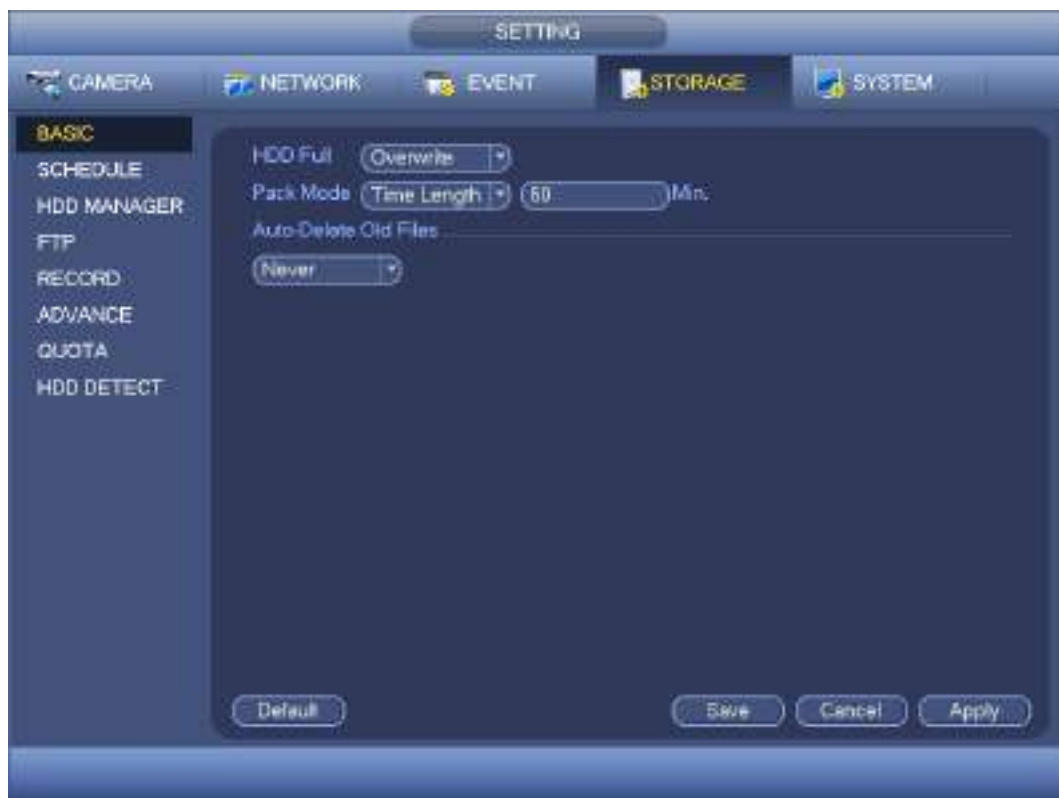 SETTING
CAMERA NETWORK EVENT STORAGE SYSTEM
BASIC
SCHEDULE
HDD MANAGER
FTP
RECORD
ADVANCE
QUOTA
HDD DETECT
HDD Full Overwrite
Pack Mode Time Length 60 Min.
Auto-Delete Old Files
Never
Default Save Cancel Apply